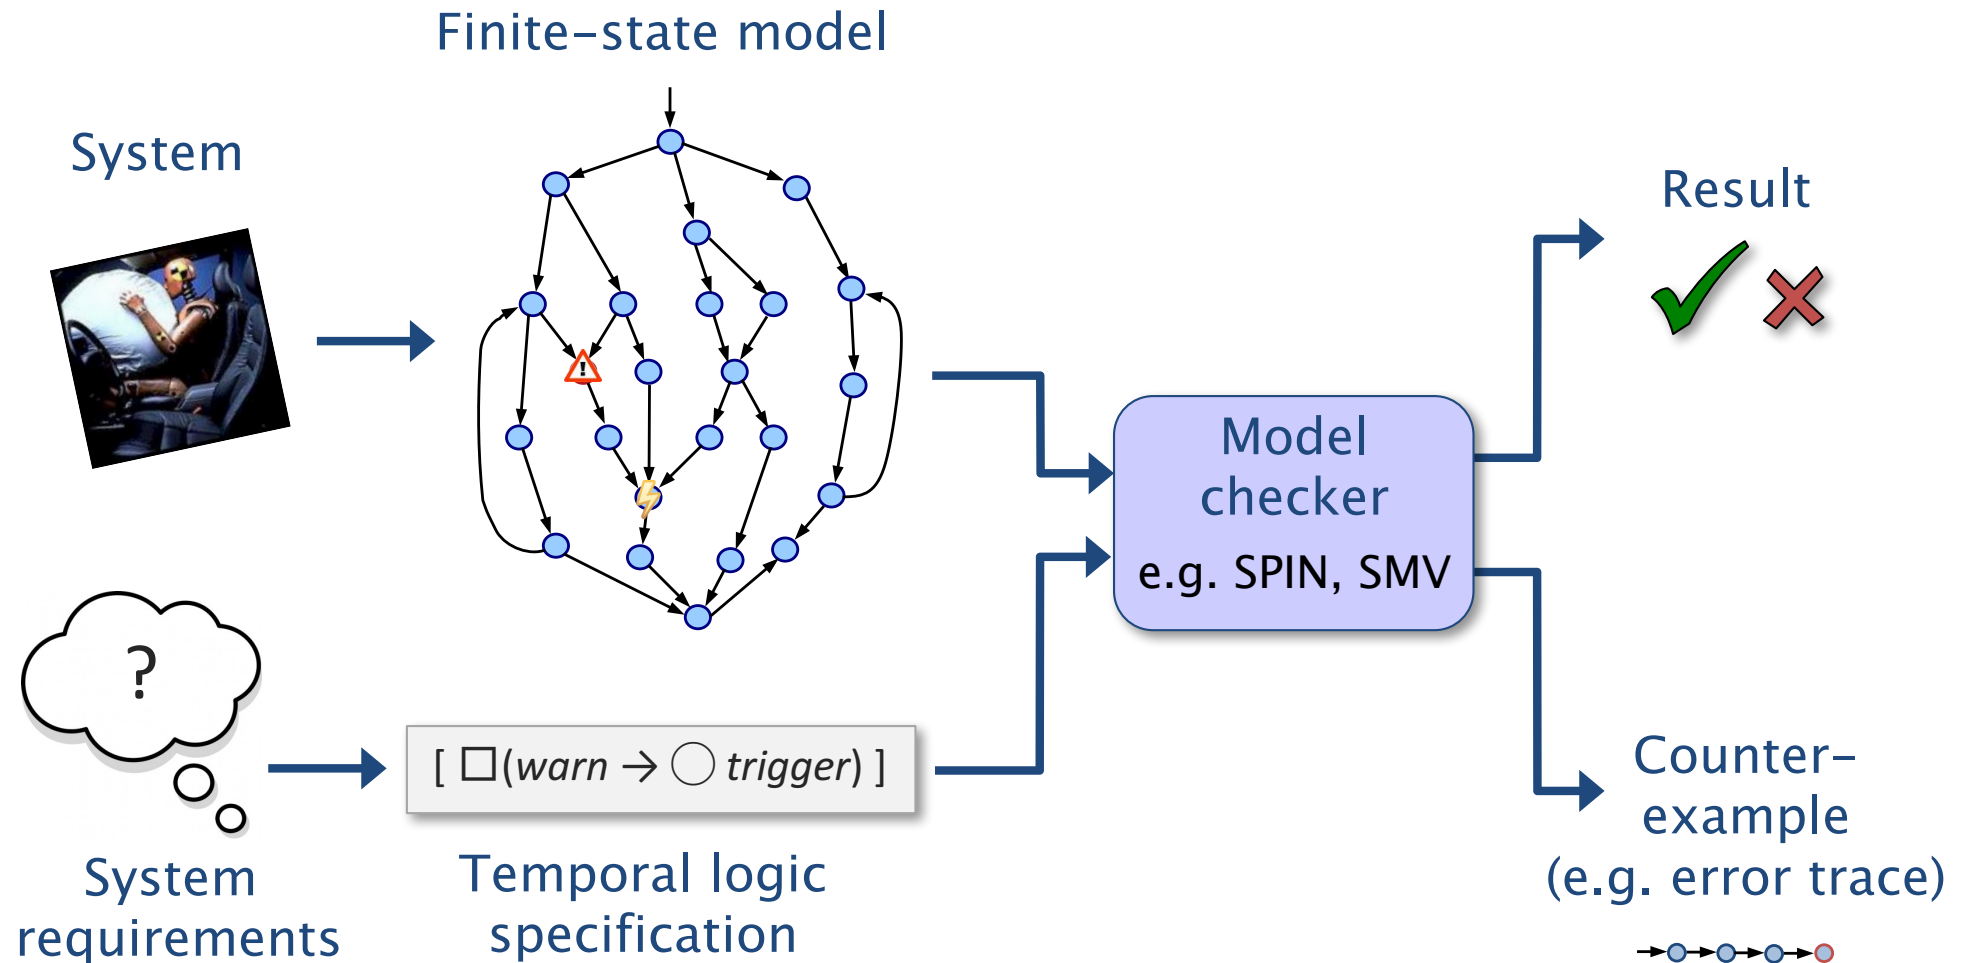 Finite-state model
System
Result
Model
checker
e.g. SPIN, SMV
?
[ □(warn → ◯ trigger) ]
System
requirements
Temporal logic
specification
Counter-
example
(e.g. error trace)